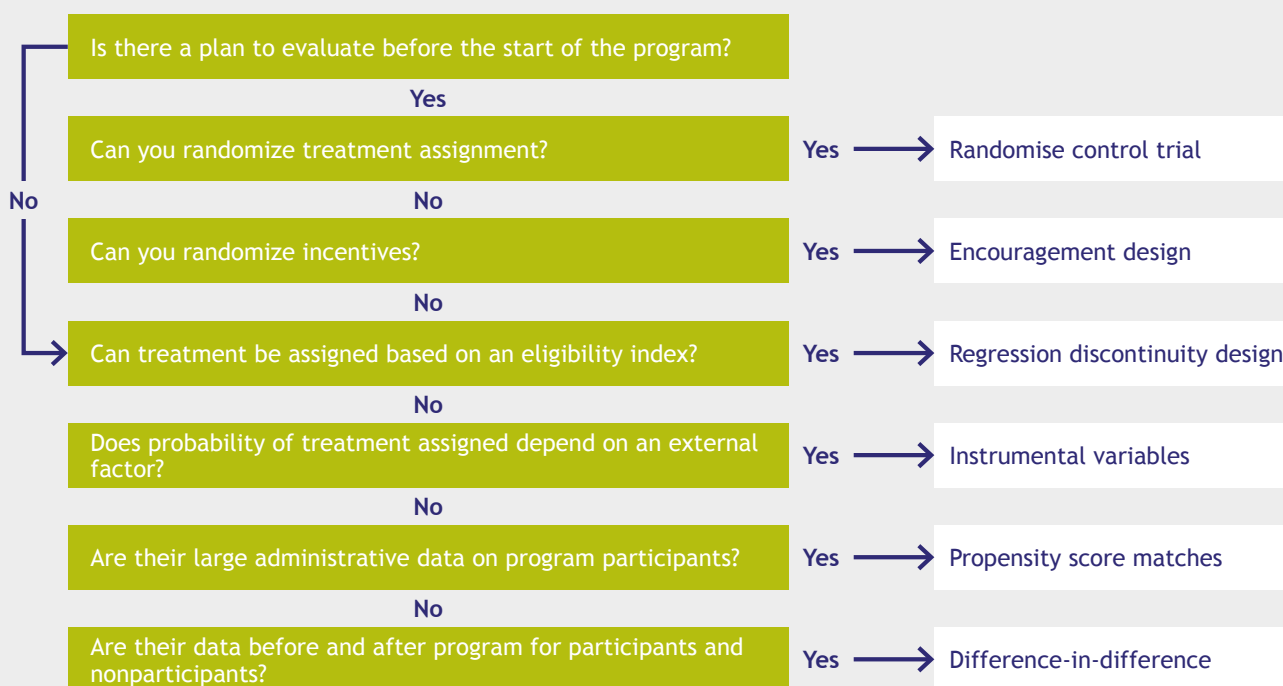 Is there a plan to evaluate before the start of the program?
Yes
Can you randomize treatment assignment?
Yes
Randomise control trial
No
No
Can you randomize incentives?
Yes
Encouragement design
No
Can treatment be assigned based on an eligibility index?
Yes
Regression discontinuity design
No
Does probability of treatment assigned depend on an external
factor?
Yes
Instrumental variables
No
Are their large administrative data on program participants?
Yes
Propensity score matches
No
Are their data before and after program for participants and
nonparticipants?
Yes
Difference-in-difference